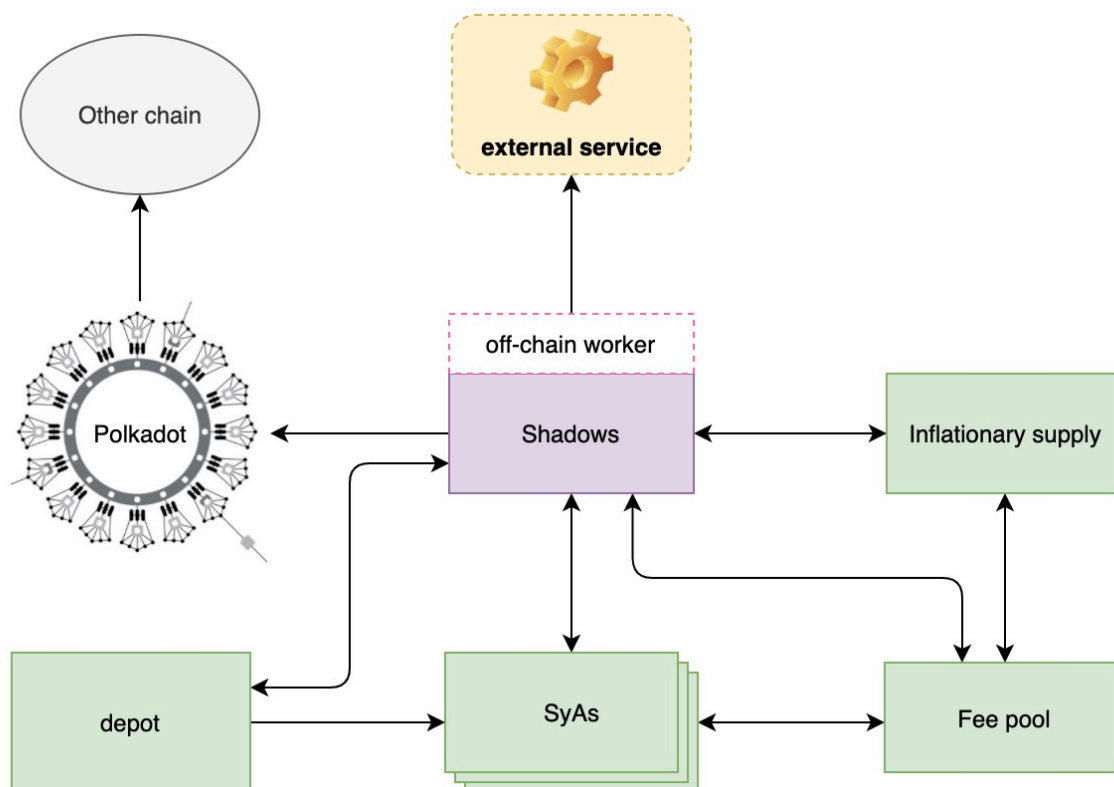 Other chain
external service
off-chain worker
Polkadot
Shadows
Inflationary supply
depot
SyAs
Fee pool